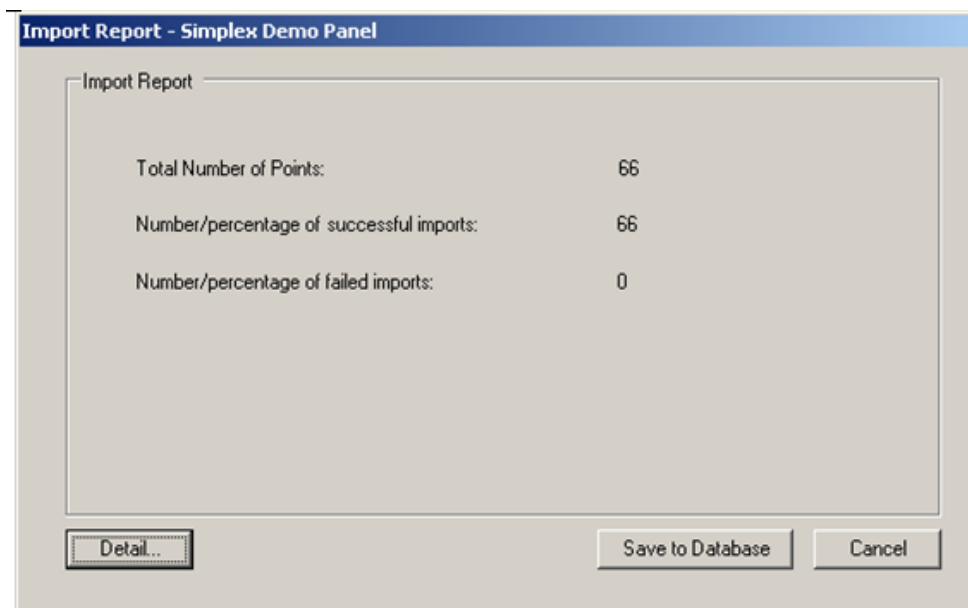 Import Report - Simplex Demo Panel
Import Report
Total Number of Points: 66
Number/percentage of successful imports: 66
Number/percentage of failed imports: 0
Detail... Save to Database Cancel